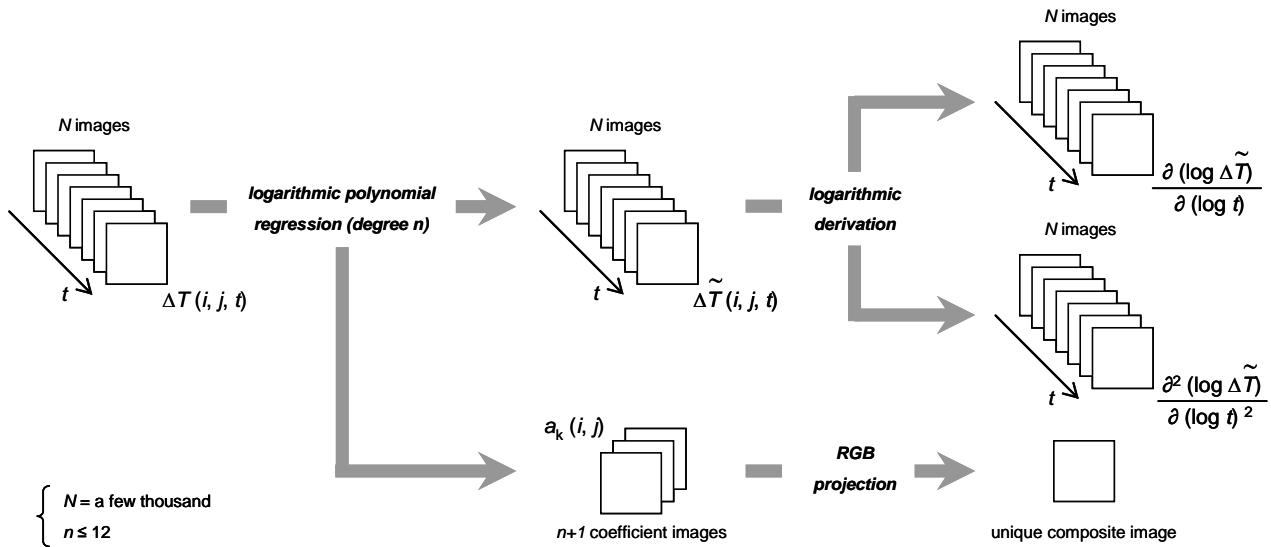 N images
t
ΔT (i, j, t)
logarithmic polynomial
regression (degree n)
N images
t
ΔT̃ (i, j, t)
logarithmic
derivation
N images
t
∂ (log ΔT̃)
∂ (log t)
N images
t
∂² (log ΔT̃)
∂ (log t) ²
aₖ (i, j)
n+1 coefficient images
RGB
projection
unique composite image
N = a few thousand
n ≤ 12